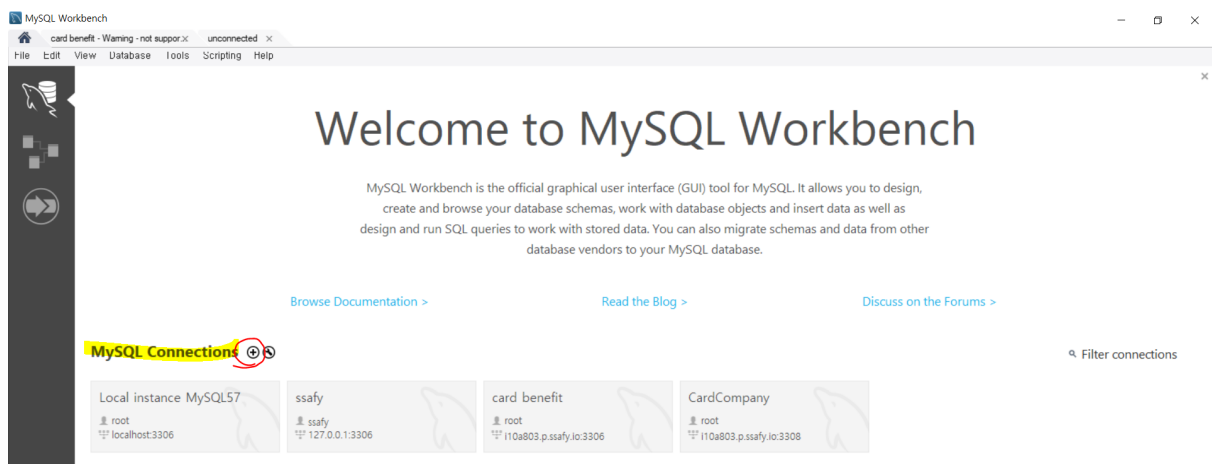 MySQL Workbench
card benefit - Warning - not suppor.x unconnected x
File Edit View Database Tools Scripting Help
Welcome to MySQL Workbench
MySQL Workbench is the official graphical user interface (GUI) tool for MySQL. It allows you to design,
create and browse your database schemas, work with database objects and insert data as well as
design and run SQL queries to work with stored data. You can also migrate schemas and data from other
database vendors to your MySQL database.
Browse Documentation > Read the Blog > Discuss on the Forums >
MySQL Connections Filter connections
Local instance MySQL57 ssafy card benefit CardCompany
root ssafy root root
localhost:3306 127.0.0.1:3306 i10a803.p.ssafy.io:3306 i10a803.p.ssafy.io:3308